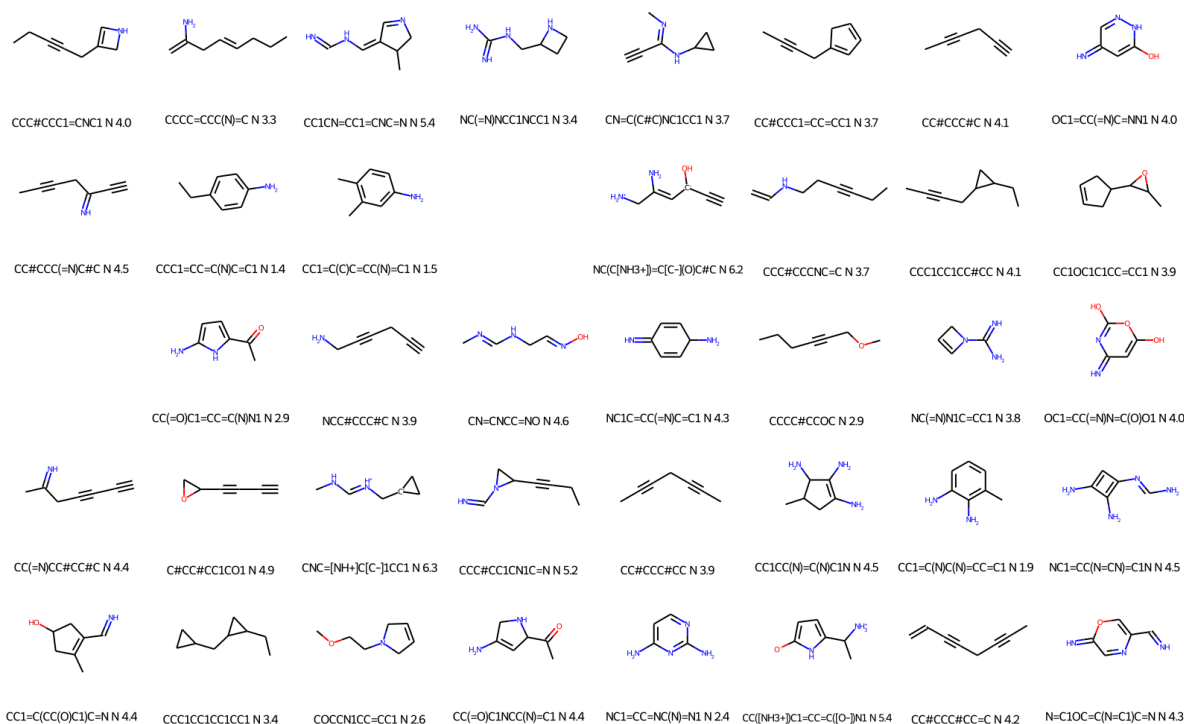 CCC#CCC1=CNC1 N 4.0
CCCC=CCC(N)=C N 3.3
CC1CN=CC1=CNC=N N 5.4
NC(=N)NCC1NCC1 N 3.4
CN=C(C#C)NC1CC1 N 3.7
CC#CCC1=CC=CC1 N 3.7
CC#CCC#C N 4.1
OC1=CC(=N)C=NN1 N 4.0
CC#CCC(=N)C#C N 4.5
CCC1=CC=C(N)C=C1 N 1.4
CC1=C(C)C=CC(N)=C1 N 1.5
NC(C[NH3+])=C[C-](O)C#C N 6.2
CCC#CCCNC=C N 3.7
CCC1CC1CC#CC N 4.1
CC1OC1C1CC=CC1 N 3.9
CC(=O)C1=CC=C(N)N1 N 2.9
NCC#CCC#C N 3.9
CN=CNCC=NO N 4.6
NC1C=CC(=N)C=C1 N 4.3
CCCC#CCOC N 2.9
NC(=N)N1C=CC1 N 3.8
OC1=CC(=N)N=C(O)O1 N 4.0
CC(=N)CC#CC#C N 4.4
C#CC#CC1CO1 N 4.9
CNC=[NH+]C[C-]1CC1 N 6.3
CCC#CC1CN1C=N N 5.2
CC#CCC#CC N 3.9
CC1CC(N)=C(N)C1N N 4.5
CC1=C(N)C(N)=CC=C1 N 1.9
NC1=CC(N=CN)=C1N N 4.5
CC1=C(CC(O)C1)C=N N 4.4
CCC1CC1CC1CC1 N 3.4
COCCN1CC=CC1 N 2.6
CC(=O)C1NCC(N)=C1 N 4.4
NC1=CC=NC(N)=N1 N 2.4
CC([NH3+])C1=CC=C([O-])N1 N 5.4
CC#CCC#CC=C N 4.2
N=C1OC=C(N=C1)C=N N 4.3